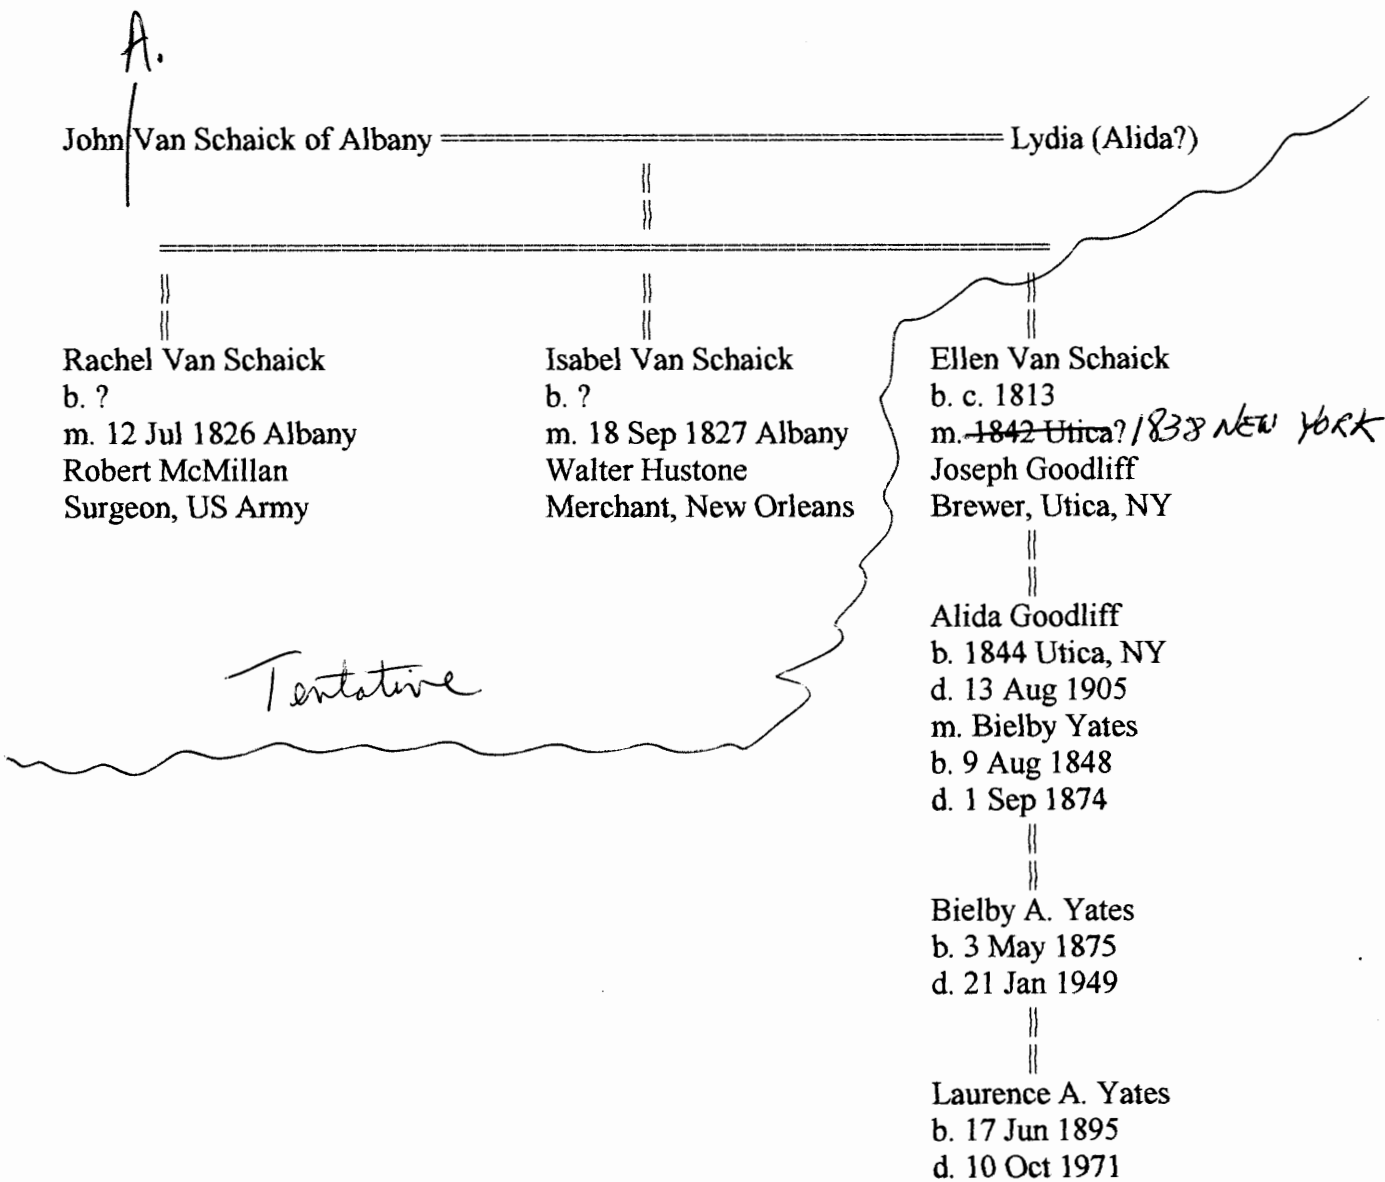 A.
John Van Schaick of Albany ================================ Lydia (Alida?)
Rachel Van Schaick
b. ?
m. 12 Jul 1826 Albany
Robert McMillan
Surgeon, US Army
Isabel Van Schaick
b. ?
m. 18 Sep 1827 Albany
Walter Hustone
Merchant, New Orleans
Ellen Van Schaick
b. c. 1813
m. 1842 Utica? 1838 NEW YORK
Joseph Goodliff
Brewer, Utica, NY
Alida Goodliff
b. 1844 Utica, NY
d. 13 Aug 1905
m. Bielby Yates
b. 9 Aug 1848
d. 1 Sep 1874
Tentative
Bielby A. Yates
b. 3 May 1875
d. 21 Jan 1949
Laurence A. Yates
b. 17 Jun 1895
d. 10 Oct 1971